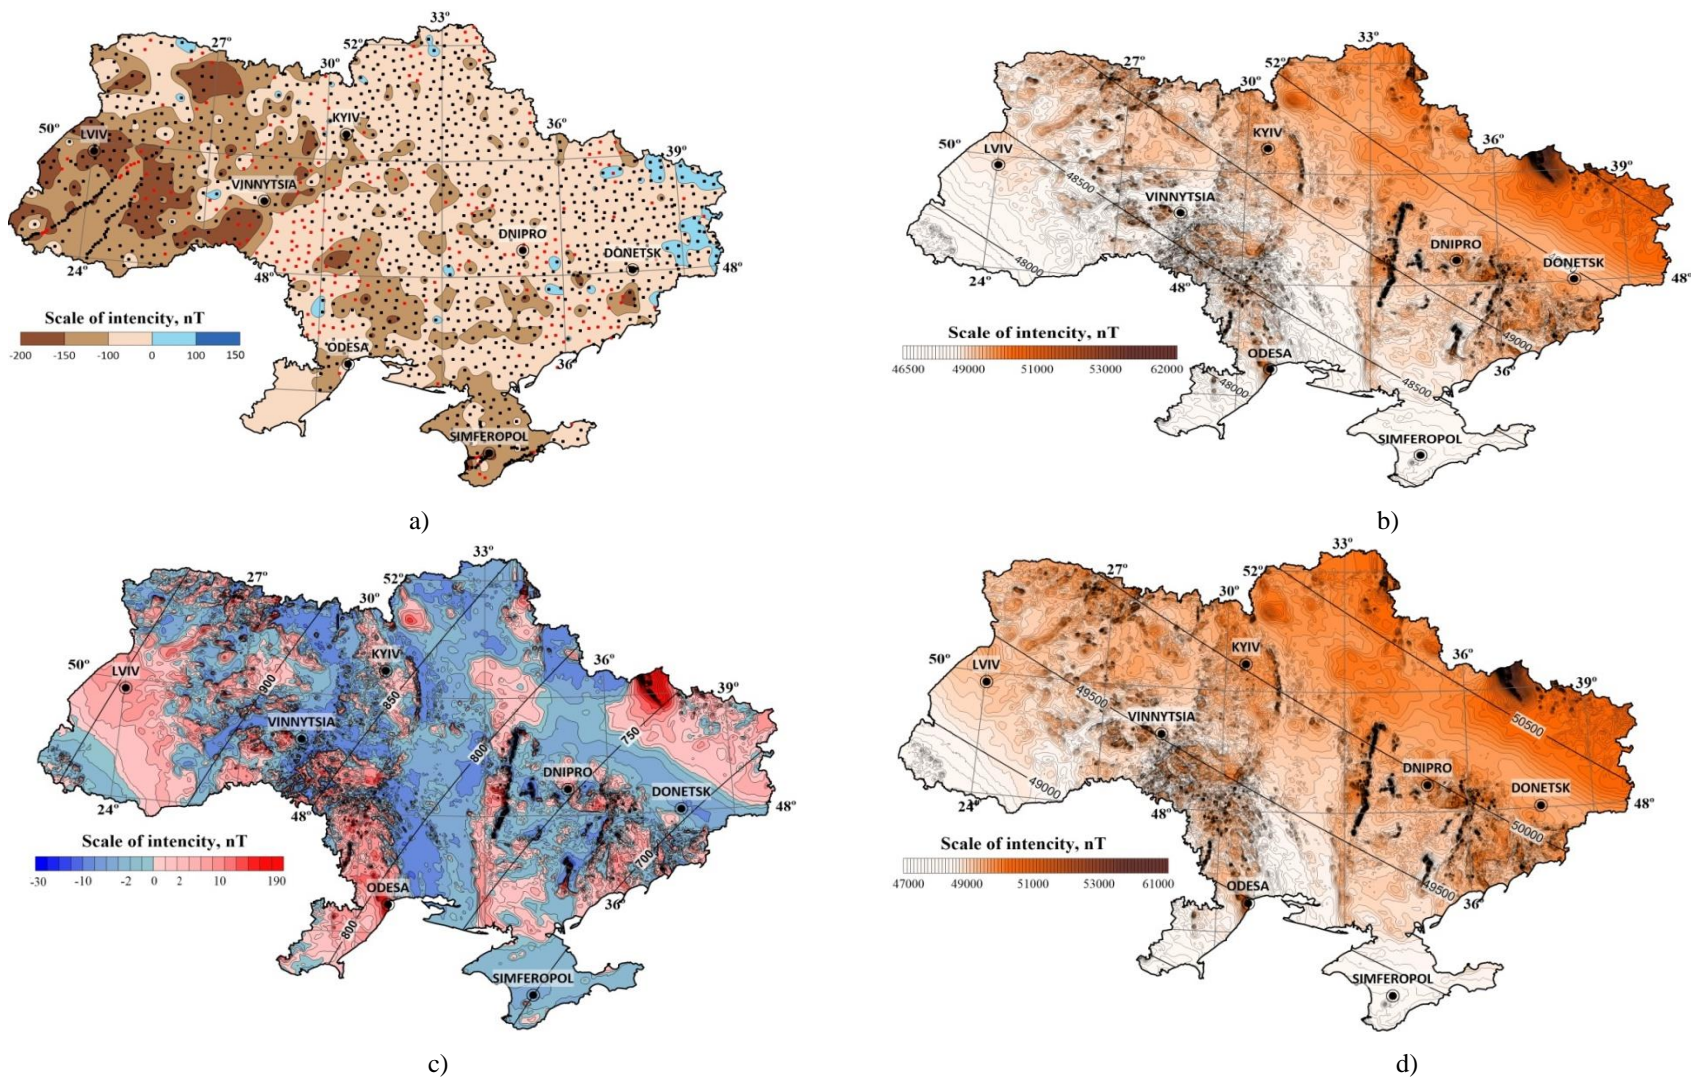 33º
27º
52º
30º
KYIV
50º
LVIV
36º
39º
VINNYTSIA
DNIPRO
DONETSK
24º
48º
48º
Scale of intencity, nT
-200 -150 -100 0 100 150
ODESA
36º
SIMFEROPOL
a)
33º
27º
52º
30º
KYIV
50º
LVIV
36º
39º
48500
VINNYTSIA
DNIPRO
DONETSK
48000
24º
48º
48º
Scale of intencity, nT
46500 49000 51000 53000 62000
49000
ODESA
36º
48000
48500
SIMFEROPOL
b)
33º
27º
52º
30º
KYIV
50º
LVIV
36º
39º
900
850
VINNYTSIA
800
750
DNIPRO
DONETSK
24º
48º
48º
Scale of intencity, nT
-30 -10 -2 0 2 10 190
700
ODESA
36º
800
SIMFEROPOL
c)
33º
27º
52º
30º
KYIV
50º
LVIV
36º
39º
49500
VINNYTSIA
50500
DNIPRO
DONETSK
49000
24º
48º
48º
50000
Scale of intencity, nT
47000 49000 51000 53000 61000
49500
ODESA
36º
SIMFEROPOL
d)